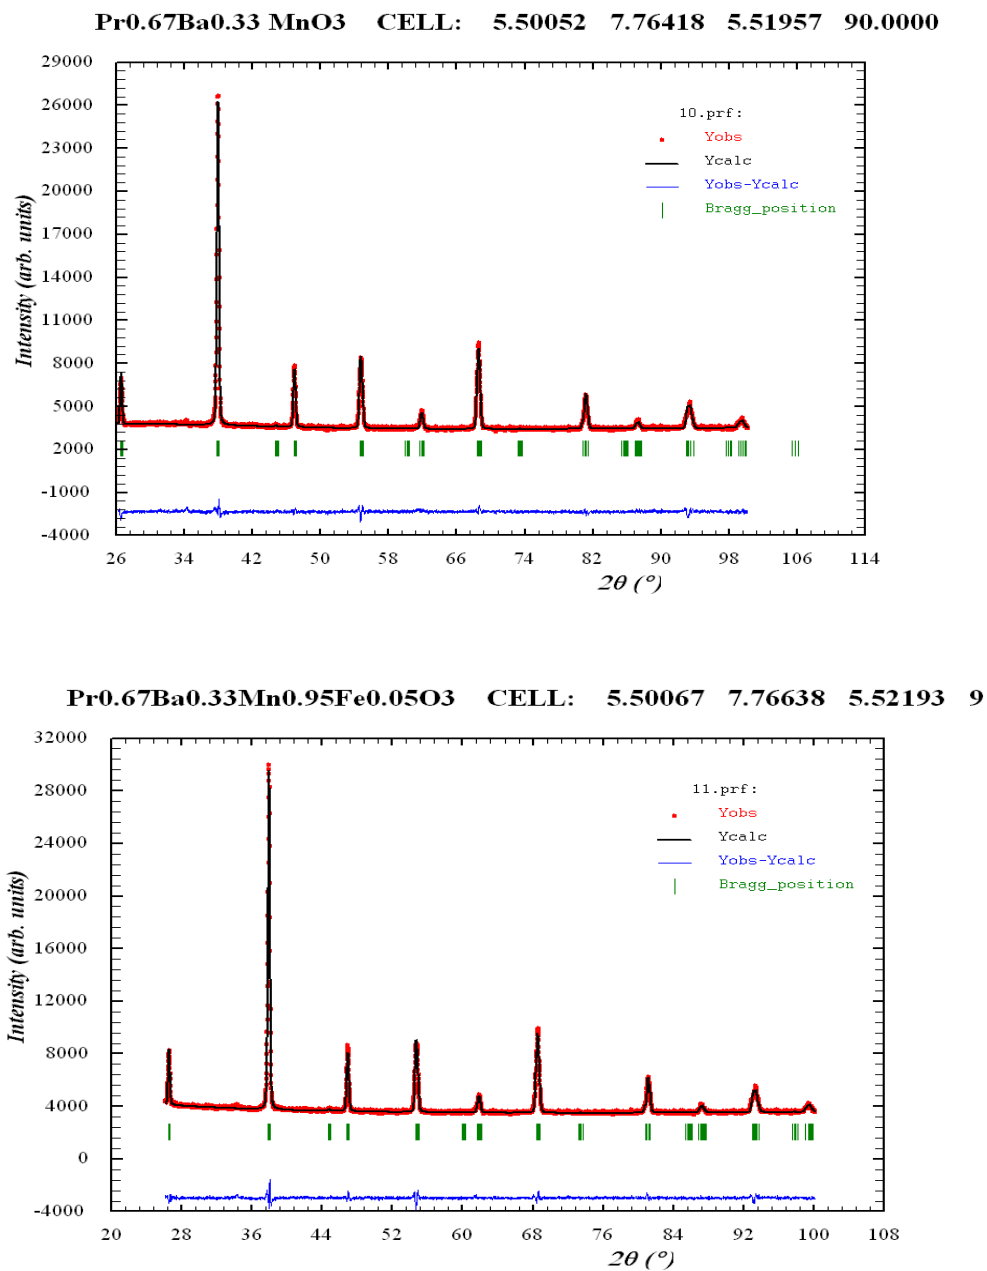 Pr0.67Ba0.33 MnO3 CELL: 5.50052 7.76418 5.51957 90.0000
29000
26000
23000
20000
17000
14000
11000
8000
5000
2000
-1000
-4000
Intensity (arb. units)
10.prf:
Yobs
Ycalc
Yobs-Ycalc
Bragg_position
26 34 42 50 58 66 74 82 90 98 106 114
2θ (°)
Pr0.67Ba0.33Mn0.95Fe0.05O3 CELL: 5.50067 7.76638 5.52193 9
32000
28000
24000
20000
16000
12000
8000
4000
0
-4000
Intensity (arb. units)
11.prf:
Yobs
Ycalc
Yobs-Ycalc
Bragg_position
20 28 36 44 52 60 68 76 84 92 100 108
2θ (°)